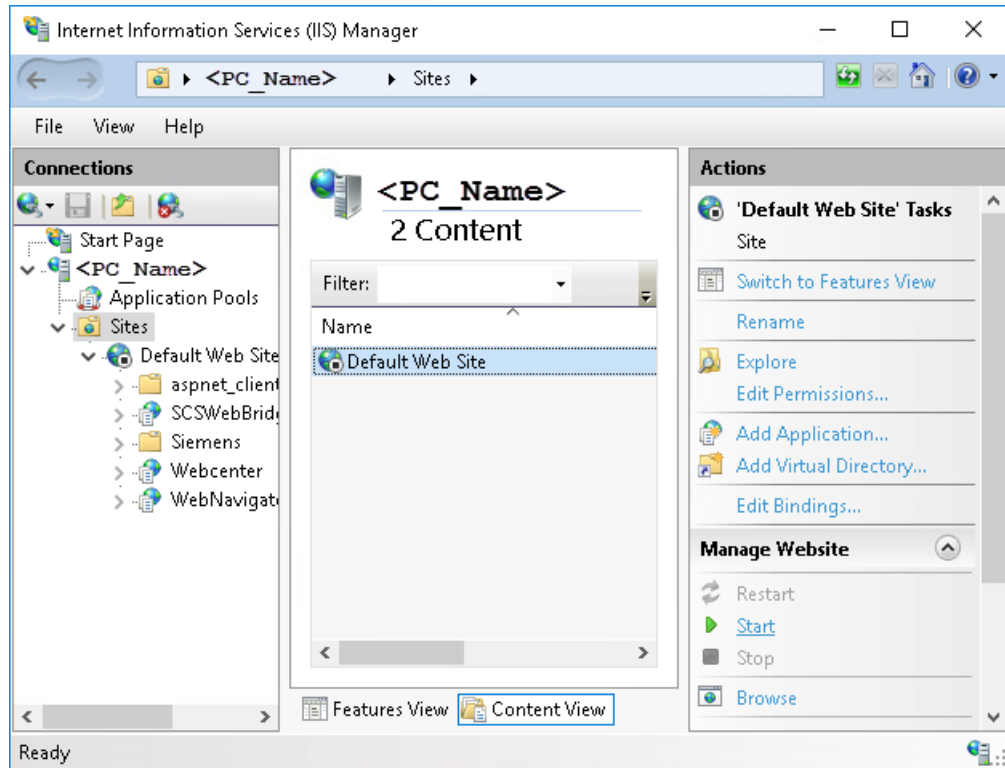 Internet Information Services (IIS) Manager
<PC_Name> Sites
File View Help
Connections
Start Page
<PC_Name>
Application Pools
Sites
Default Web Site
aspnet_client
SCSWebBridg
Siemens
Webcenter
WebNavigato
<PC_Name>
2 Content
Filter:
Name
Default Web Site
Features View Content View
Actions
'Default Web Site' Tasks
Site
Switch to Features View
Rename
Explore
Edit Permissions...
Add Application...
Add Virtual Directory...
Edit Bindings...
Manage Website
Restart
Start
Stop
Browse
Ready